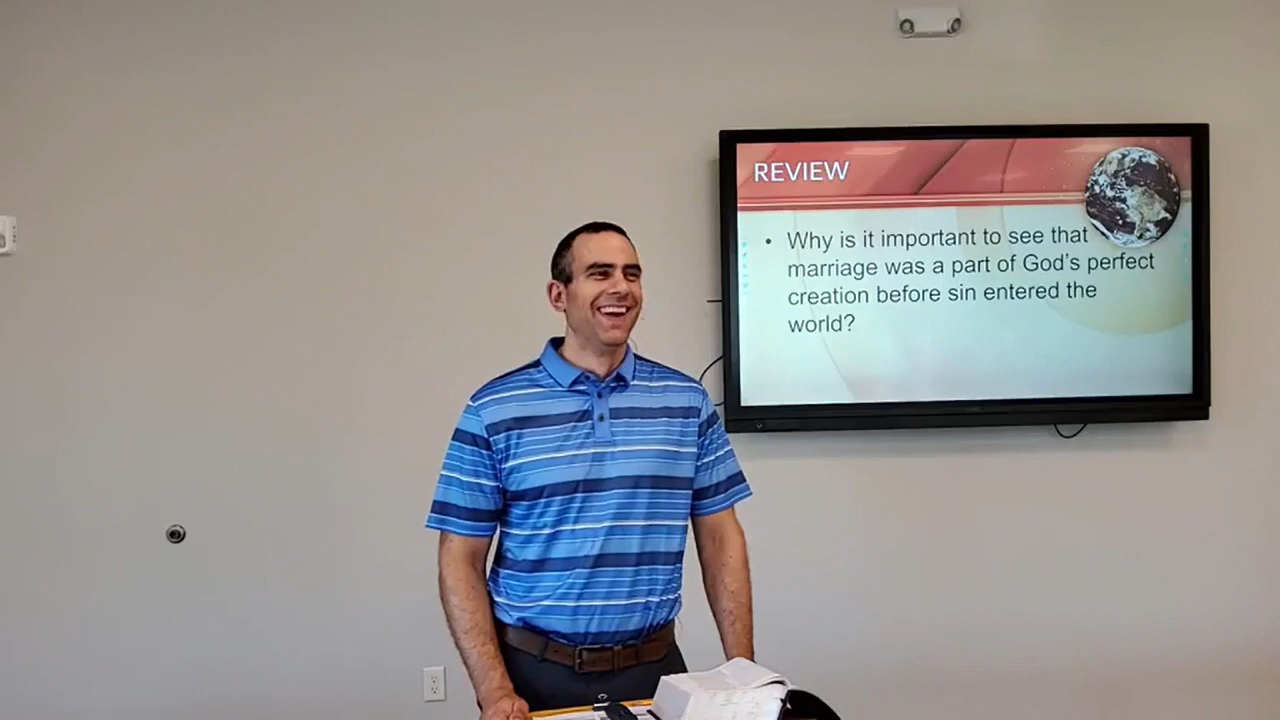 REVIEW
• Why is it important to see that
marriage was a part of God's perfect
creation before sin entered the
world?